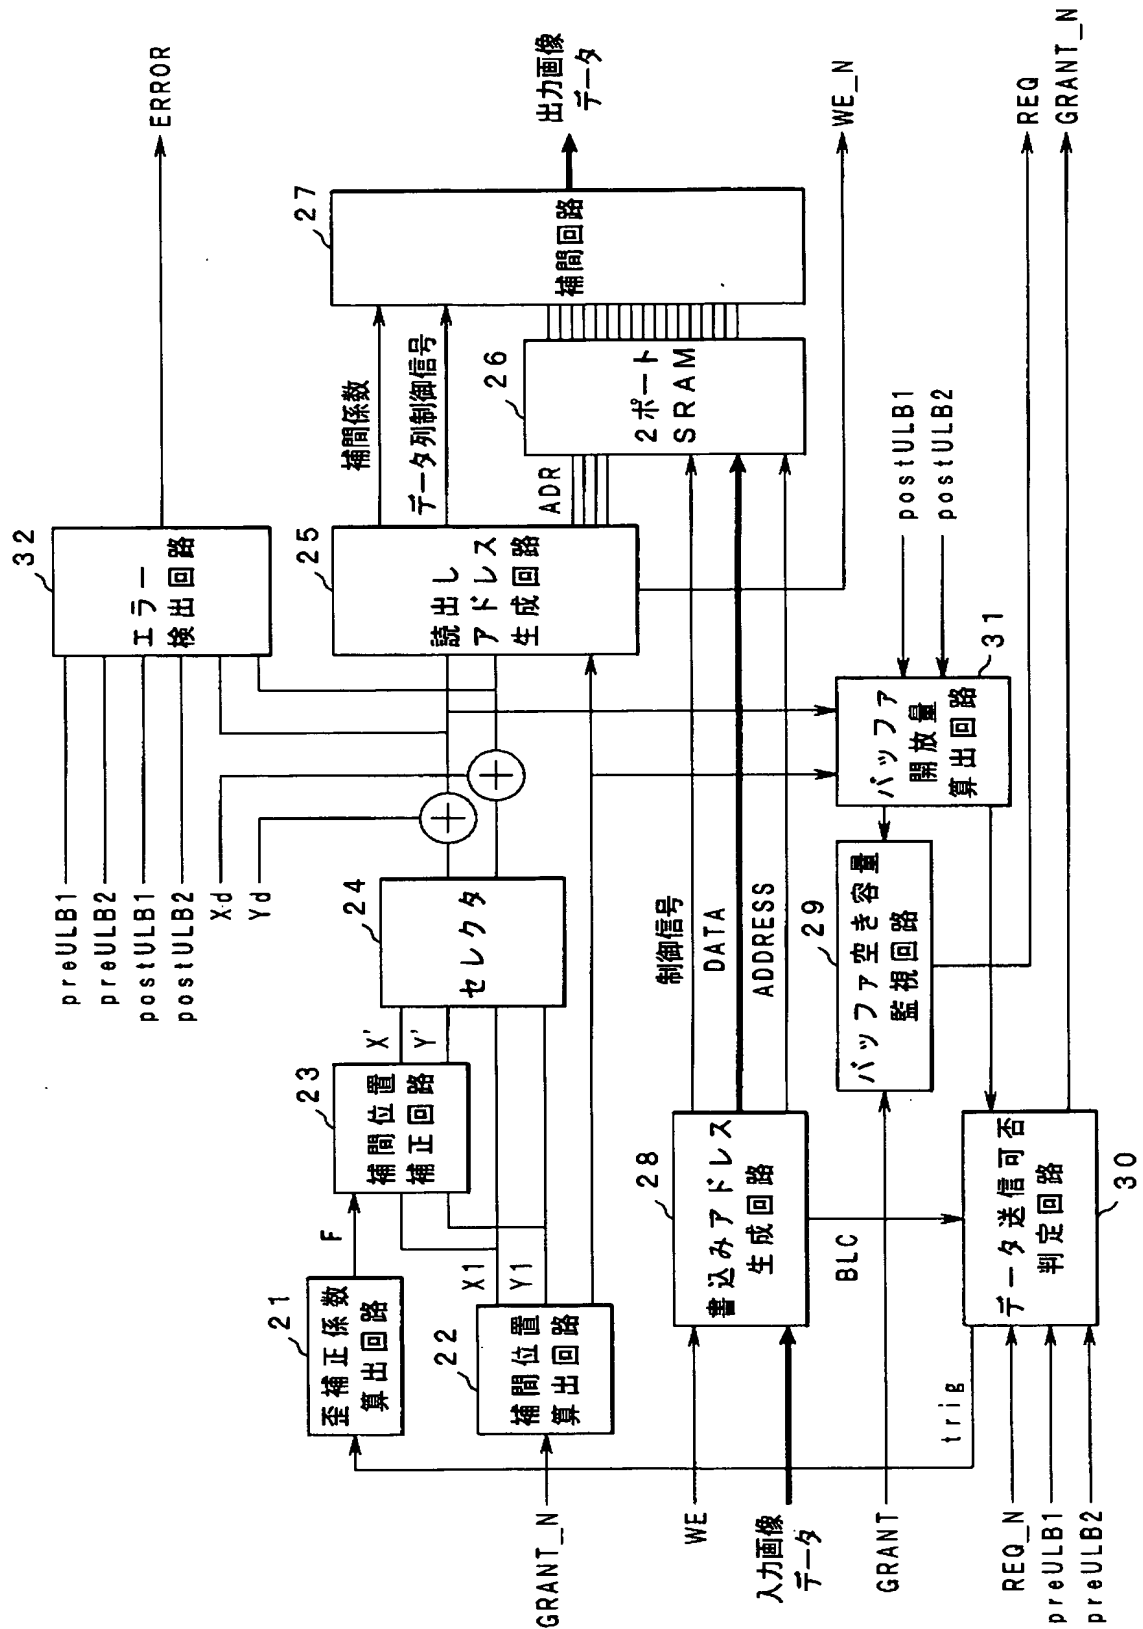 preULB1
preULB2
postULB1
postULB2
Xd
Yd
32
エラー
検出回路
ERROR
21
歪補正係数
算出回路
F
23
補間位置
補正回路
X'
Y'
24
セレクタ
25
読出し
アドレス
生成回路
補間係数
データ列制御信号
ADR
27
補間回路
出力画像
データ
GRANT_N
22
補間位置
算出回路
X1
Y1
26
2ポート
SRAM
WE_N
WE
入力画像
データ
28
書込みアドレス
生成回路
制御信号
DATA
ADDRESS
BLC
GRANT
29
バッファ空き容量
監視回路
31
バッファ
開放量
算出回路
postULB1
postULB2
REQ
GRANT_N
trig
REQ_N
preULB1
preULB2
データ送信可否
判定回路
30